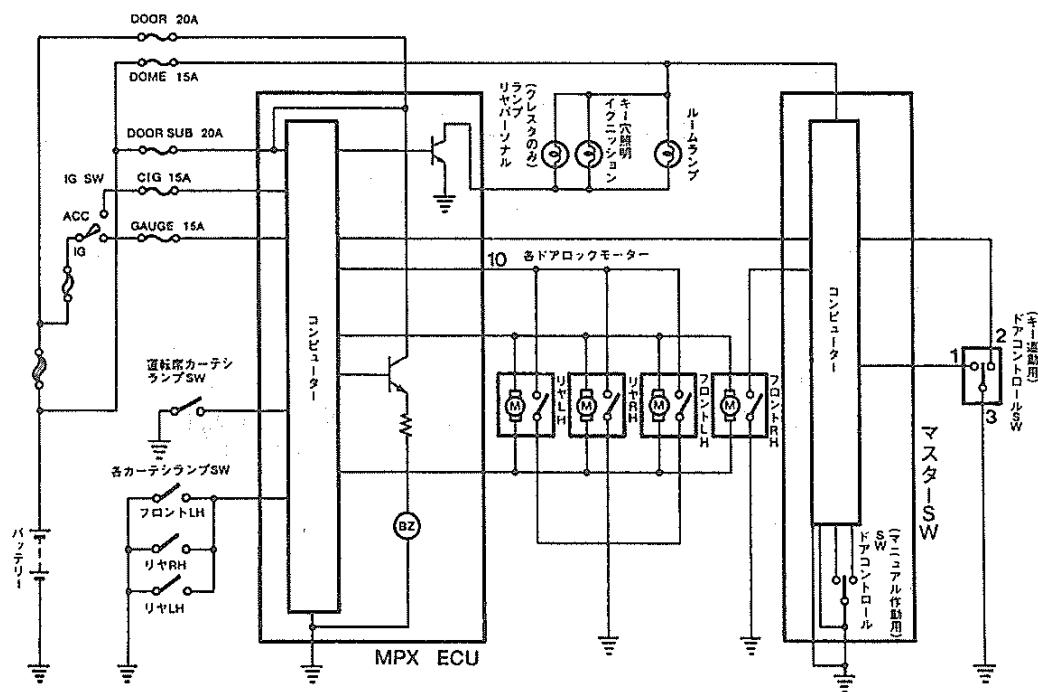 DOOR 20A
DOME 15A
DOOR SUB 20A
IG SW
CIG 15A
ACC
GAUGE 15A
IG
リヤパーソナル
ランプ
(クレスタのみ)
イクニッション
キー穴照明
ルームランプ
10 各ドアロックモーター
コンピューター
運転席カーテシ
ランプSW
各カーテシランプSW
フロントLH
リヤRH
リヤLH
バッテリー
BZ
MPX ECU
M
リヤLH
M
リヤRH
M
フロントLH
M
フロントRH
コンピューター
マスターSW
1
2
3
ドアコントロールSW
(キー連動用)
ドアコントロール
SW
(マニュアル作動用)